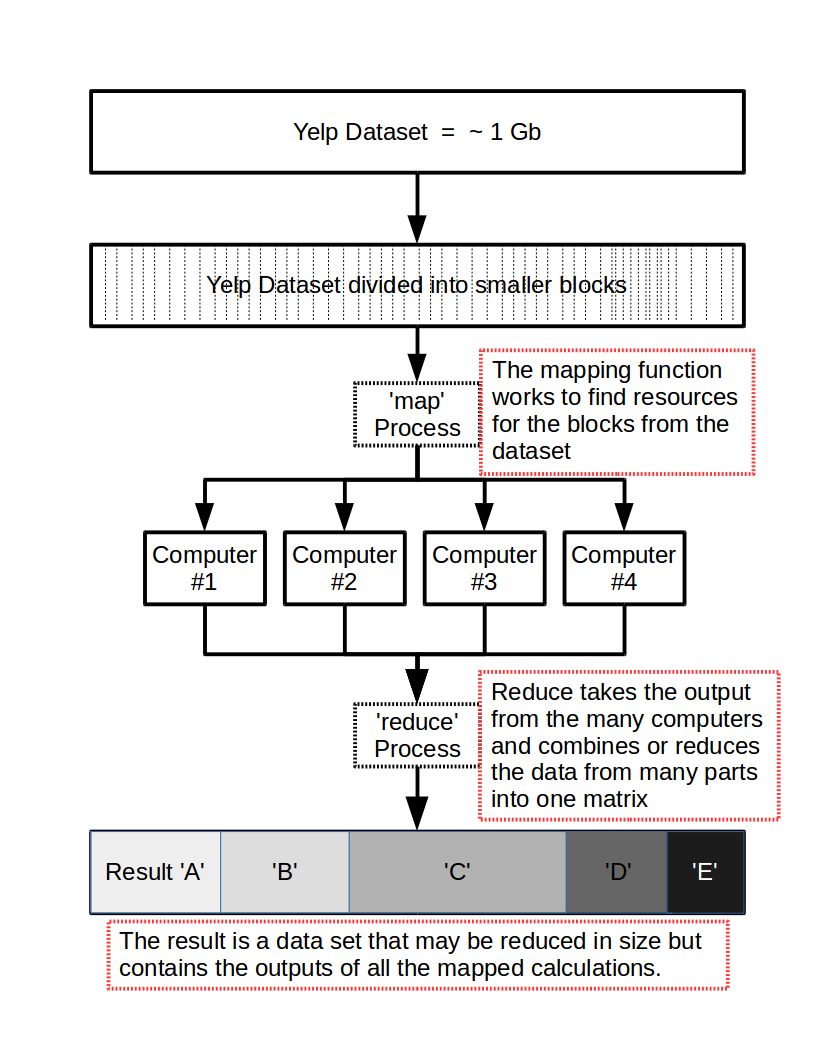 Yelp Dataset = ~ 1 Gb
Yelp Dataset divided into smaller blocks
'map'
Process
The mapping function
works to find resources
for the blocks from the
dataset
Computer
#1
Computer
#2
Computer
#3
Computer
#4
'reduce'
Process
Reduce takes the output
from the many computers
and combines or reduces
the data from many parts
into one matrix
Result 'A'
'B'
'C'
'D'
'E'
The result is a data set that may be reduced in size but
contains the outputs of all the mapped calculations.